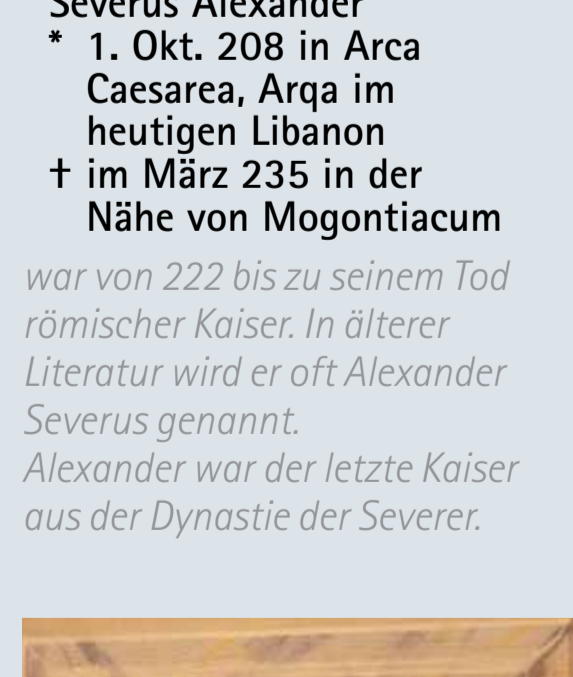 Severus Alexander
* 1. Okt. 208 in Arca
Caesarea, Arqa im
heutigen Libanon
† im März 235 in der
Nähe von Mogontiacum
war von 222 bis zu seinem Tod
römischer Kaiser. In älterer
Literatur wird er oft Alexander
Severus genannt.
Alexander war der letzte Kaiser
aus der Dynastie der Severer.